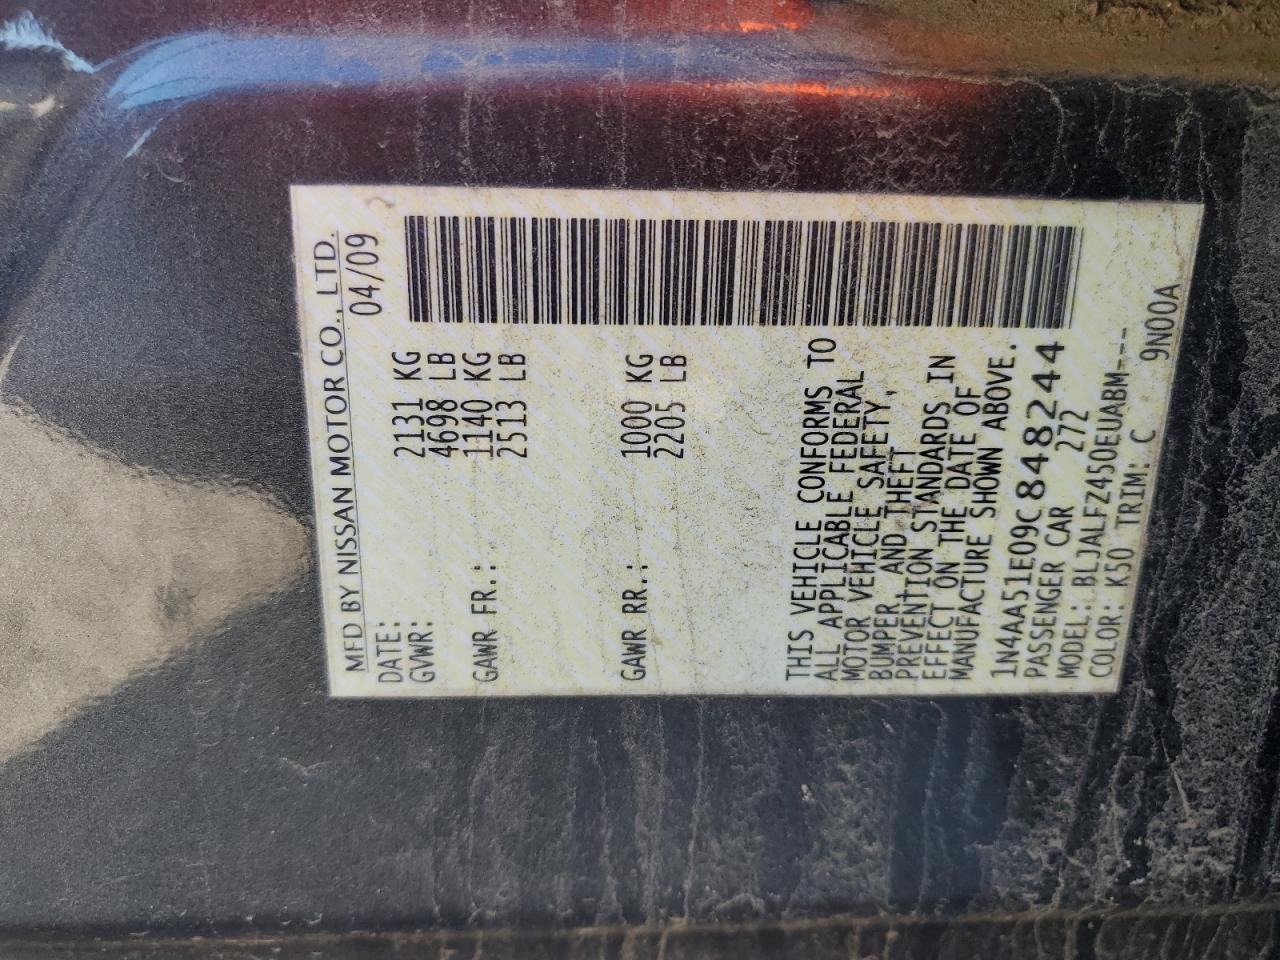 MFD BY NISSAN MOTOR CO., LTD.
DATE: 04/09
GVWR: 2131 KG
4698 LB
GAWR FR.: 1140 KG
2513 LB
GAWR RR.: 1000 KG
2205 LB
THIS VEHICLE CONFORMS TO
ALL APPLICABLE FEDERAL
MOTOR VEHICLE SAFETY,
BUMPER, AND THEFT
PREVENTION STANDARDS IN
EFFECT ON THE DATE OF
MANUFACTURE SHOWN ABOVE.
1N4AA51E09C848244
PASSENGER CAR 272
MODEL: BLJALFZ450EUABM----
COLOR: K50 TRIM: C 9N00A